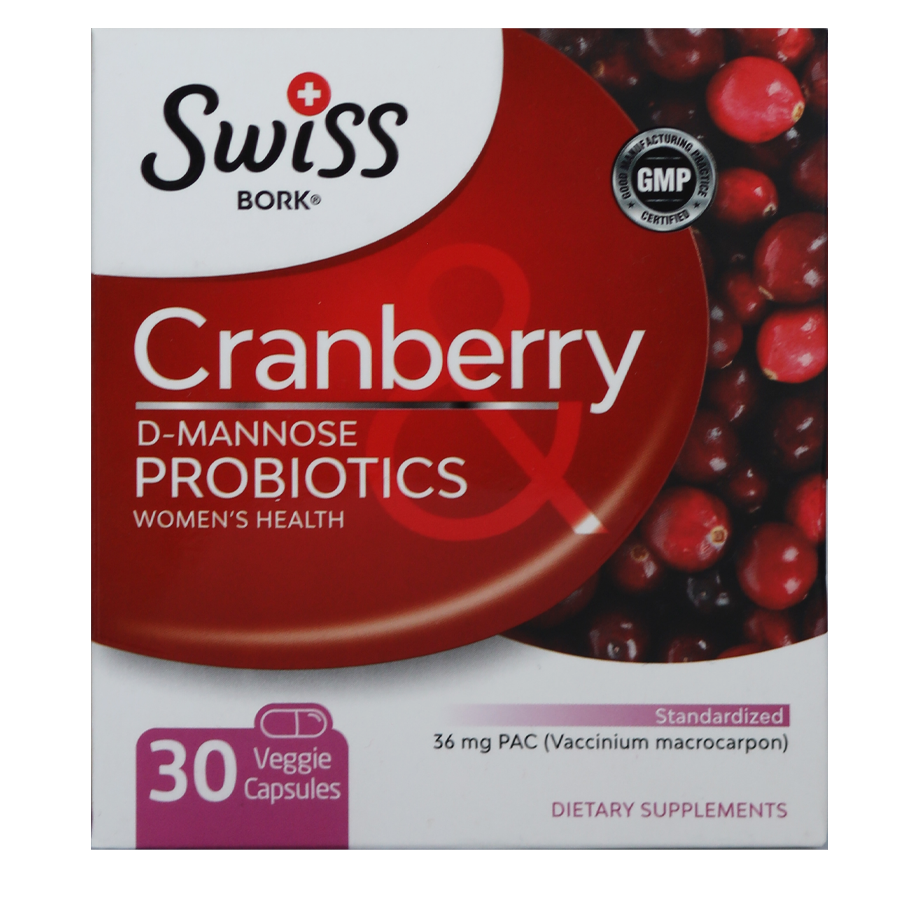 Swiss
BORK®
GOOD MANUFACTURING PRACTICE
GMP
CERTIFIED
Cranberry
&
D-MANNOSE
PROBIOTICS
WOMEN'S HEALTH
30 Veggie
Capsules
Standardized
36 mg PAC (Vaccinium macrocarpon)
DIETARY SUPPLEMENTS